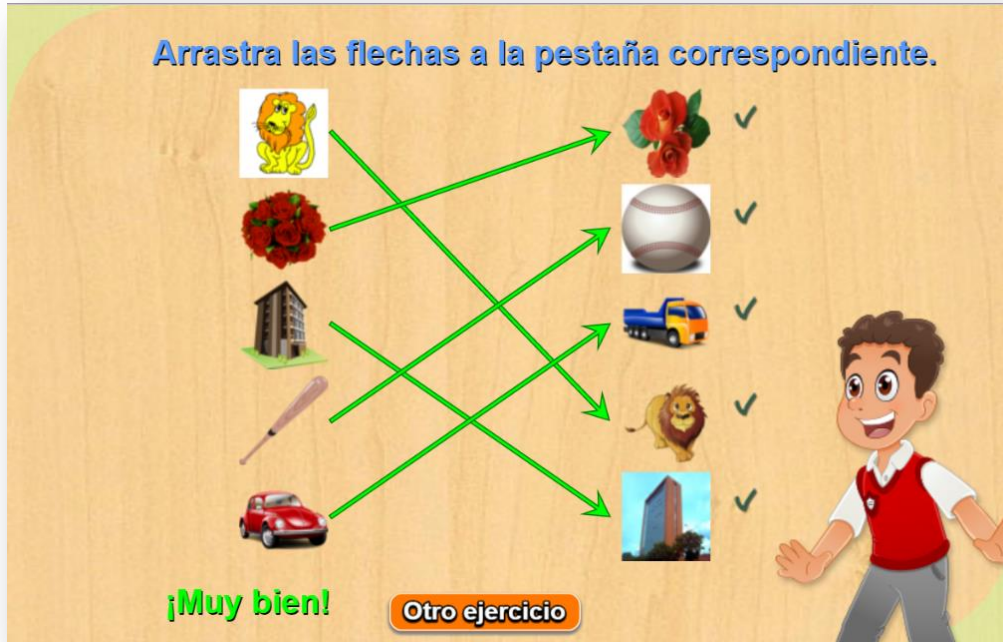 Arrastra las flechas a la pestaña correspondiente.
¡Muy bien!
Otro ejercicio